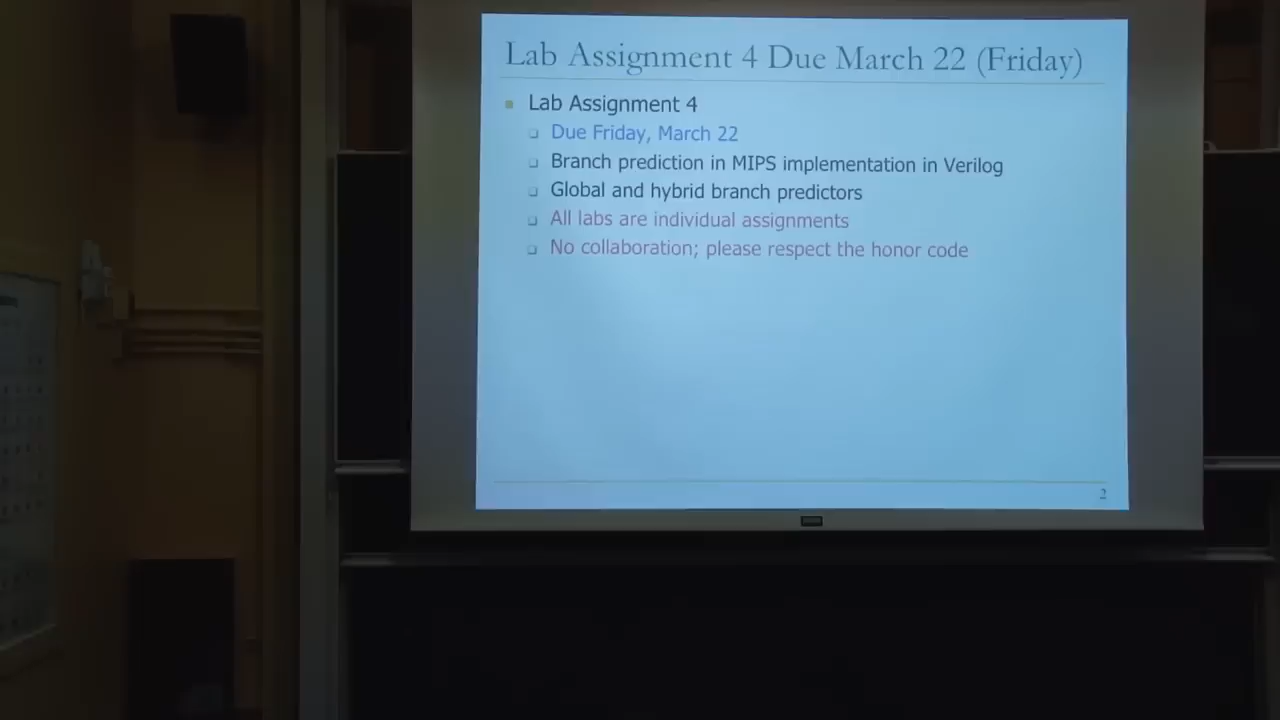 Lab Assignment 4 Due March 22 (Friday)
Lab Assignment 4
Due Friday, March 22
Branch prediction in MIPS implementation in Verilog
Global and hybrid branch predictors
All labs are individual assignments
No collaboration; please respect the honor code
2